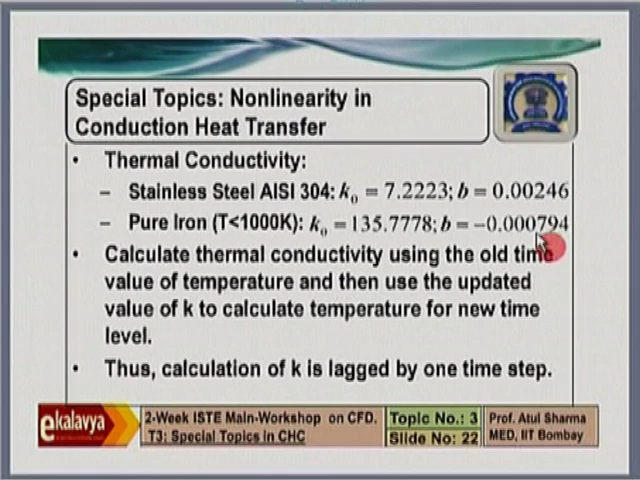 Special Topics: Nonlinearity in
Conduction Heat Transfer
• Thermal Conductivity:
– Stainless Steel AISI 304: k₀ = 7.2223; b = 0.00246
– Pure Iron (T<1000K): k₀ = 135.7778; b = −0.000794
• Calculate thermal conductivity using the old time
value of temperature and then use the updated
value of k to calculate temperature for new time
level.
• Thus, calculation of k is lagged by one time step.
ekalavya
2-Week ISTE Main-Workshop on CFD.
T3: Special Topics in CHC
Topic No.: 3
Slide No: 22
Prof. Atul Sharma
MED, IIT Bombay